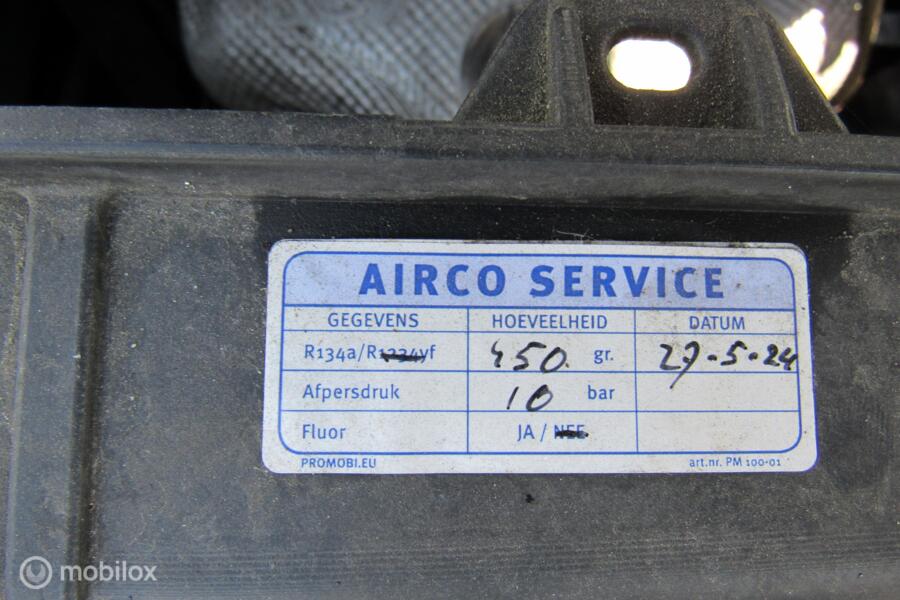 AIRCO SERVICE
GEGEVENS HOEVEELHEID DATUM
R134a/R1234yf 450 gr. 27-5-24
Afpersdruk 10 bar
Fluor JA / NEE
PROMOBI.EU art.nr. PM 100-01
mobilox